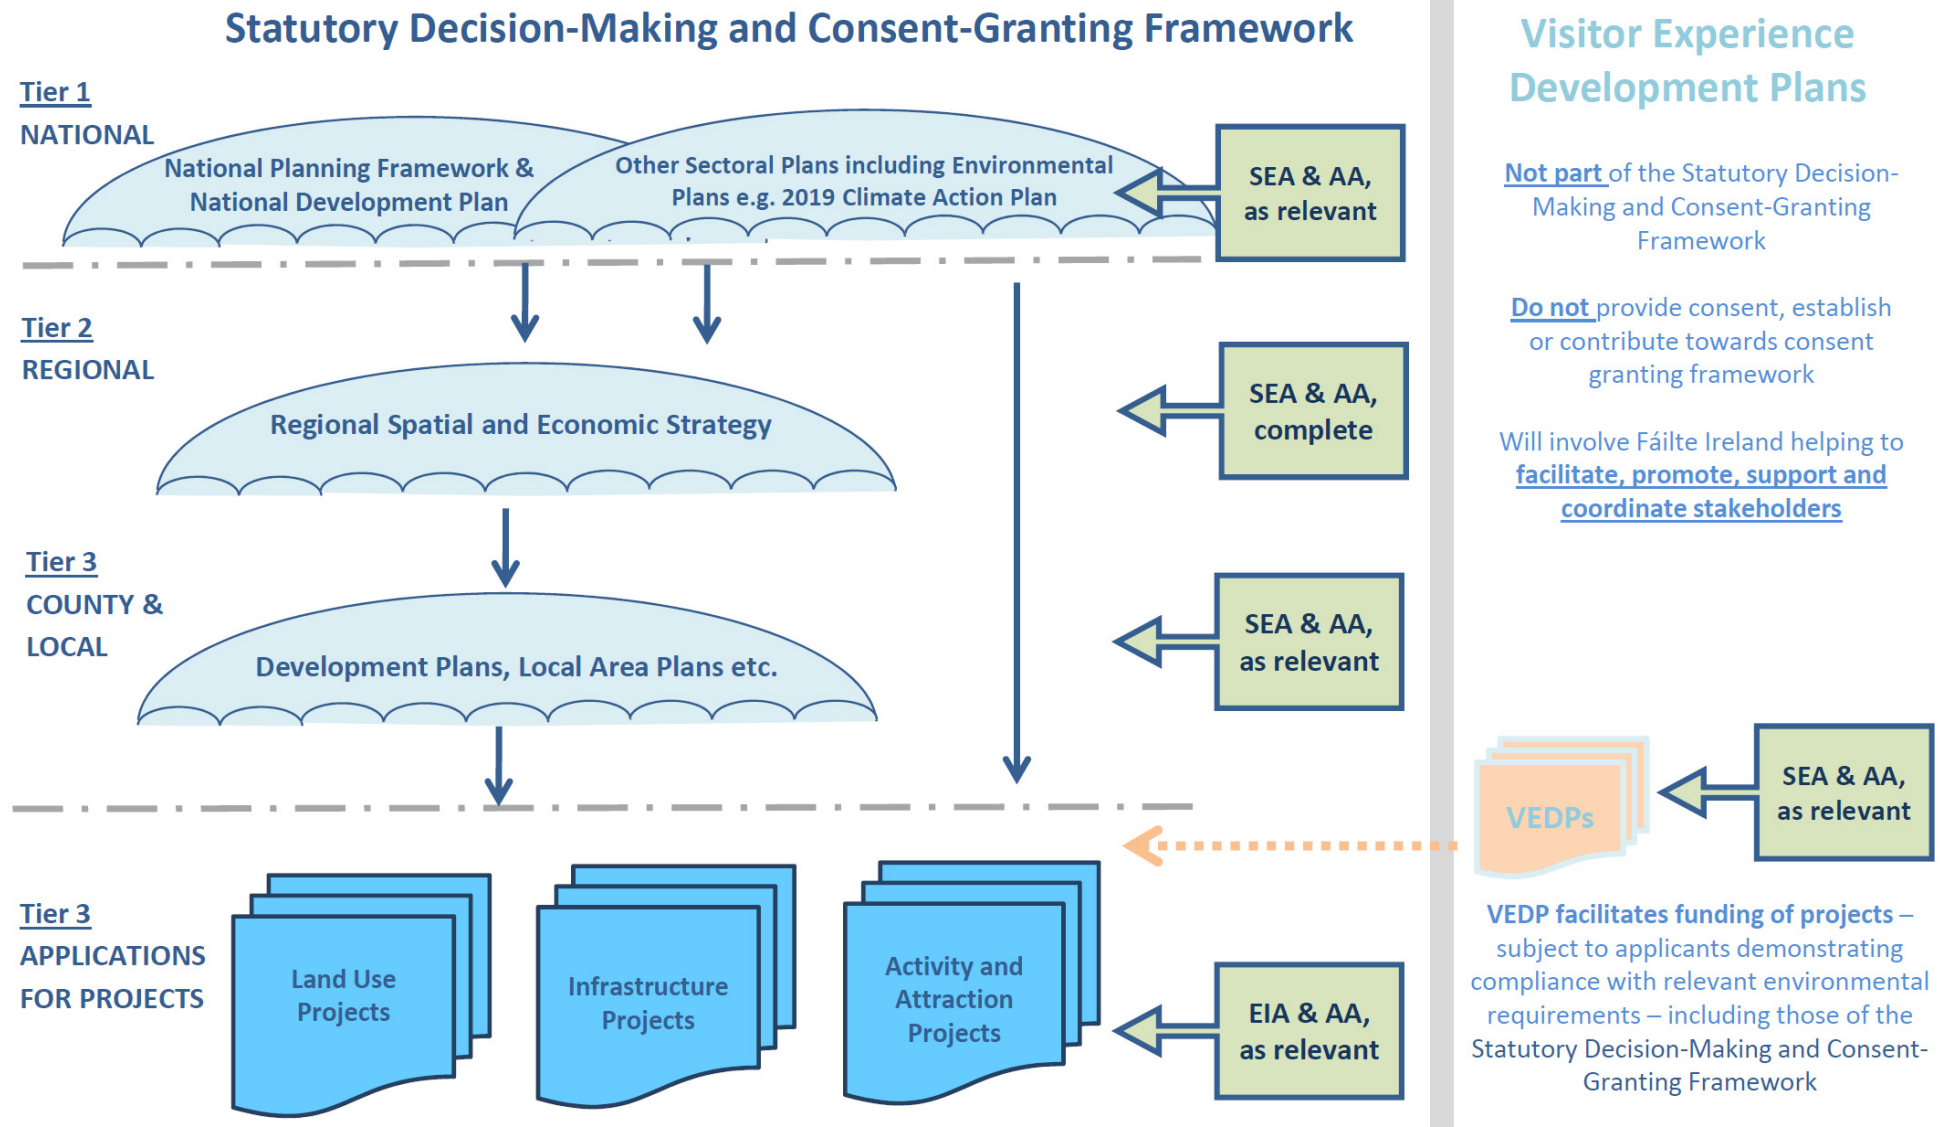 Statutory Decision-Making and Consent-Granting Framework
Tier 1
NATIONAL
National Planning Framework &
National Development Plan
Other Sectoral Plans including Environmental
Plans e.g. 2019 Climate Action Plan
SEA & AA,
as relevant
Tier 2
REGIONAL
Regional Spatial and Economic Strategy
SEA & AA,
complete
Tier 3
COUNTY &
LOCAL
Development Plans, Local Area Plans etc.
SEA & AA,
as relevant
Tier 3
APPLICATIONS
FOR PROJECTS
Land Use
Projects
Infrastructure
Projects
Activity and
Attraction
Projects
EIA & AA,
as relevant
Visitor Experience
Development Plans
Not part of the Statutory Decision-
Making and Consent-Granting
Framework
Do not provide consent, establish
or contribute towards consent
granting framework
Will involve Fáilte Ireland helping to
facilitate, promote, support and
coordinate stakeholders
VEDPs
SEA & AA,
as relevant
VEDP facilitates funding of projects –
subject to applicants demonstrating
compliance with relevant environmental
requirements – including those of the
Statutory Decision-Making and Consent-
Granting Framework